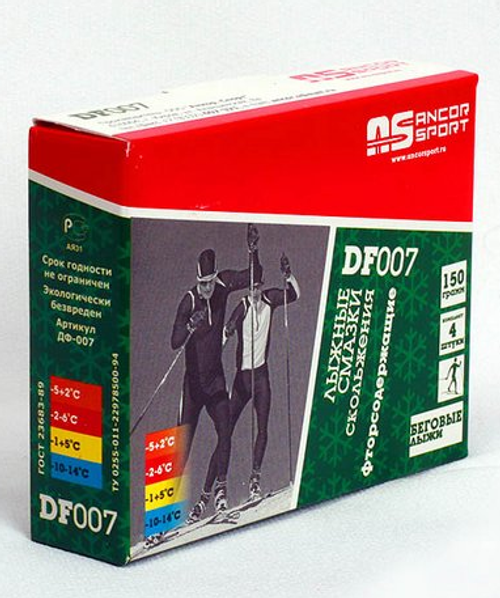 DF007
AS
ANCOR
SPORT
www.ancorsport.ru
DF007
ЛЫЖНЫЕ
СМАЗКИ
СКОЛЬЖЕНИЯ
фторсодержащие
150
грамм
комплект
4
штуки
БЕГОВЫЕ
ЛЫЖИ
-5+2°С
-2-6°С
-1+5°С
-10-14°С
Р
АЯ31
Срок годности
не ограничен
Экологически
безвреден
Артикул
ДФ-007
ГОСТ 23683-89
-5+2°С
-2-6°С
-1+5°С
-10-14°С
ТУ 0255-011-22978500-94
DF007